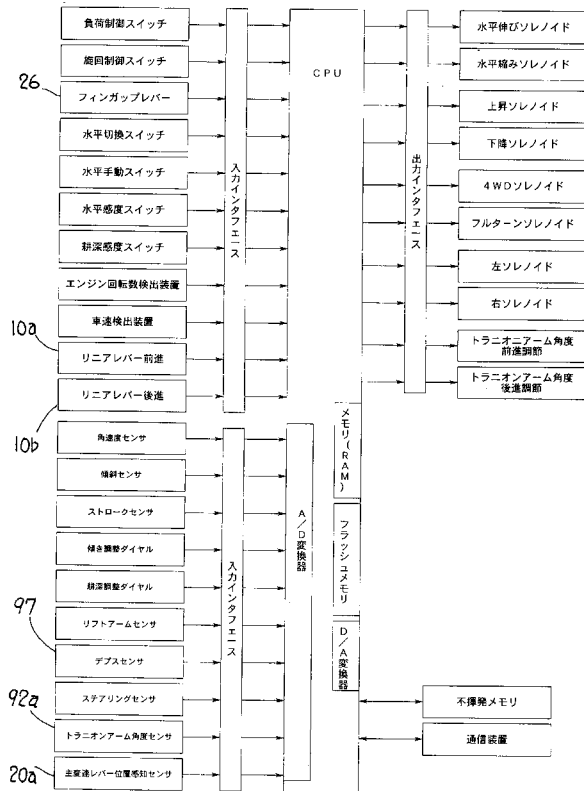 負荷制御スイッチ
旋回制御スイッチ
26
フィンガップレバー
水平切換スイッチ
水平手動スイッチ
水平感度スイッチ
耕深感度スイッチ
エンジン回転数検出装置
車速検出装置
10a
リニアレバー前進
リニアレバー後進
10b
入力インタフェース
CPU
出力インタフェース
水平伸びソレノイド
水平縮みソレノイド
上昇ソレノイド
下降ソレノイド
4WDソレノイド
フルターンソレノイド
左ソレノイド
右ソレノイド
トラニオニアーム角度
前進調節
トラニオンアーム角度
後進調節
角速度センサ
傾斜センサ
ストロークセンサ
傾き調整ダイヤル
耕深調整ダイヤル
リフトアームセンサ
97
デプスセンサ
ステアリングセンサ
92a
トラニオンアーム角度センサ
20a
主変速レバー位置感知センサ
入力インタフェース
A/D変換器
メモリ(RAM)
フラッシュメモリ
D/A変換器
不揮発メモリ
通信装置